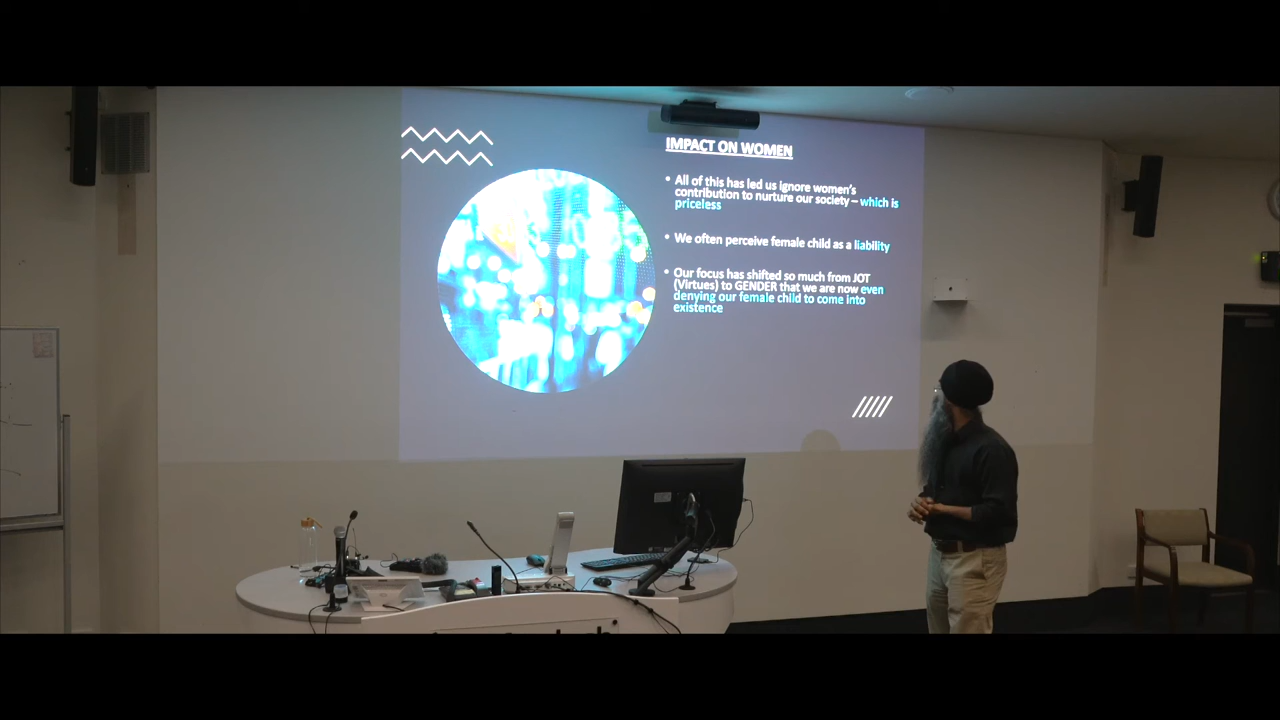 IMPACT ON WOMEN
• All of this has led us ignore women's
contribution to nurture our society – which is
priceless
• We often perceive female child as a liability
• Our focus has shifted so much from JOT
(Virtues) to GENDER that we are now even
denying our female child to come into
existence